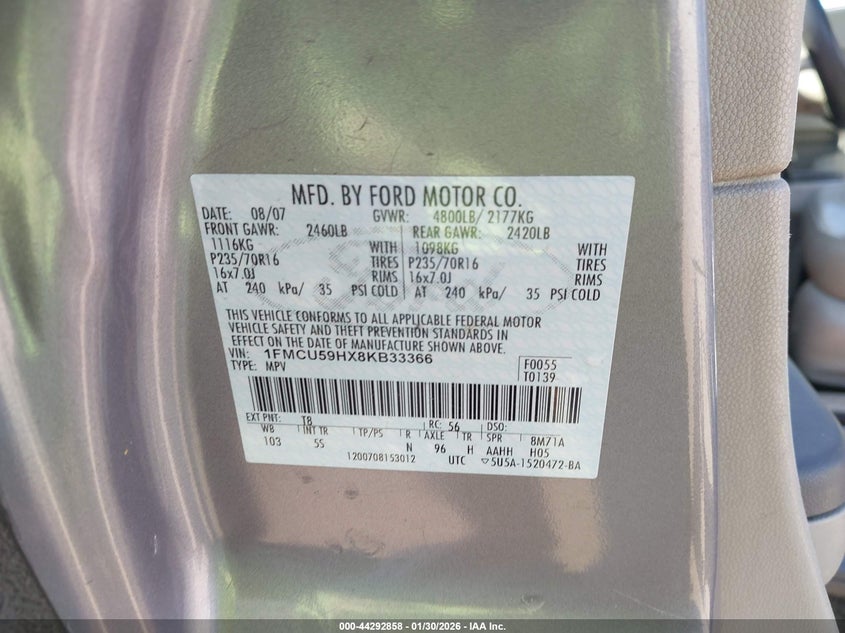 MFD. BY FORD MOTOR CO.
DATE: 08/07 GVWR: 4800LB/ 2177KG
FRONT GAWR: 2460LB REAR GAWR: 2420LB
1116KG WITH 1098KG WITH
P235/70R16 TIRES P235/70R16 TIRES
16x7.0J RIMS 16x7.0J RIMS
AT 240 kPa/ 35 PSI COLD AT 240 kPa/ 35 PSI COLD
THIS VEHICLE CONFORMS TO ALL APPLICABLE FEDERAL MOTOR
VEHICLE SAFETY AND THEFT PREVENTION STANDARDS IN
EFFECT ON THE DATE OF MANUFACTURE SHOWN ABOVE.
VIN: 1FMCU59HX8KB33366 F0055
TYPE: MPV T0139
EXT PNT: T8 RC: 56 DSO:
WB INT TR TP/PS R AXLE TR SPR 8M71A
103 5S N 96 H AAHH H05
1200708153012 UTC ▽5U5A-1520472-BA
000-44292858 - 01/30/2026 - IAA Inc.